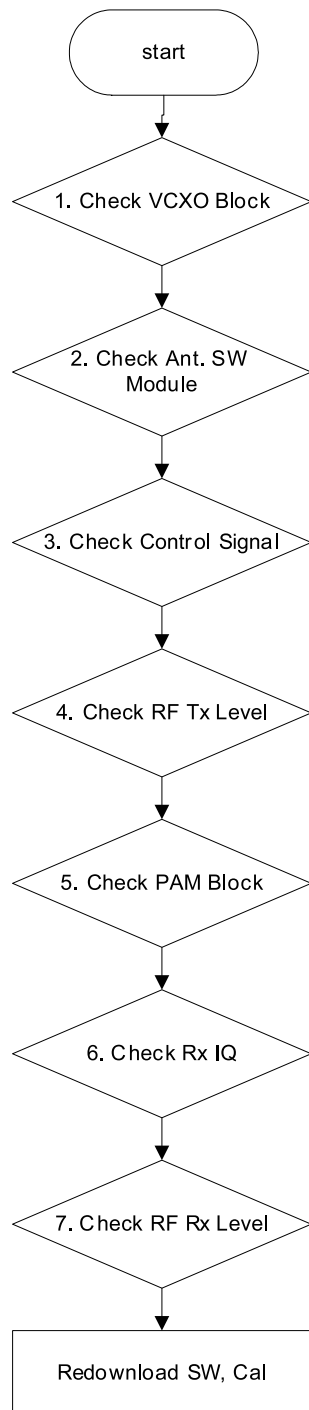 start
1. Check VCXO Block
2. Check Ant. SW
Module
3. Check Control Signal
4. Check RF Tx Level
5. Check PAM Block
6. Check Rx IQ
7. Check RF Rx Level
Redownload SW, Cal